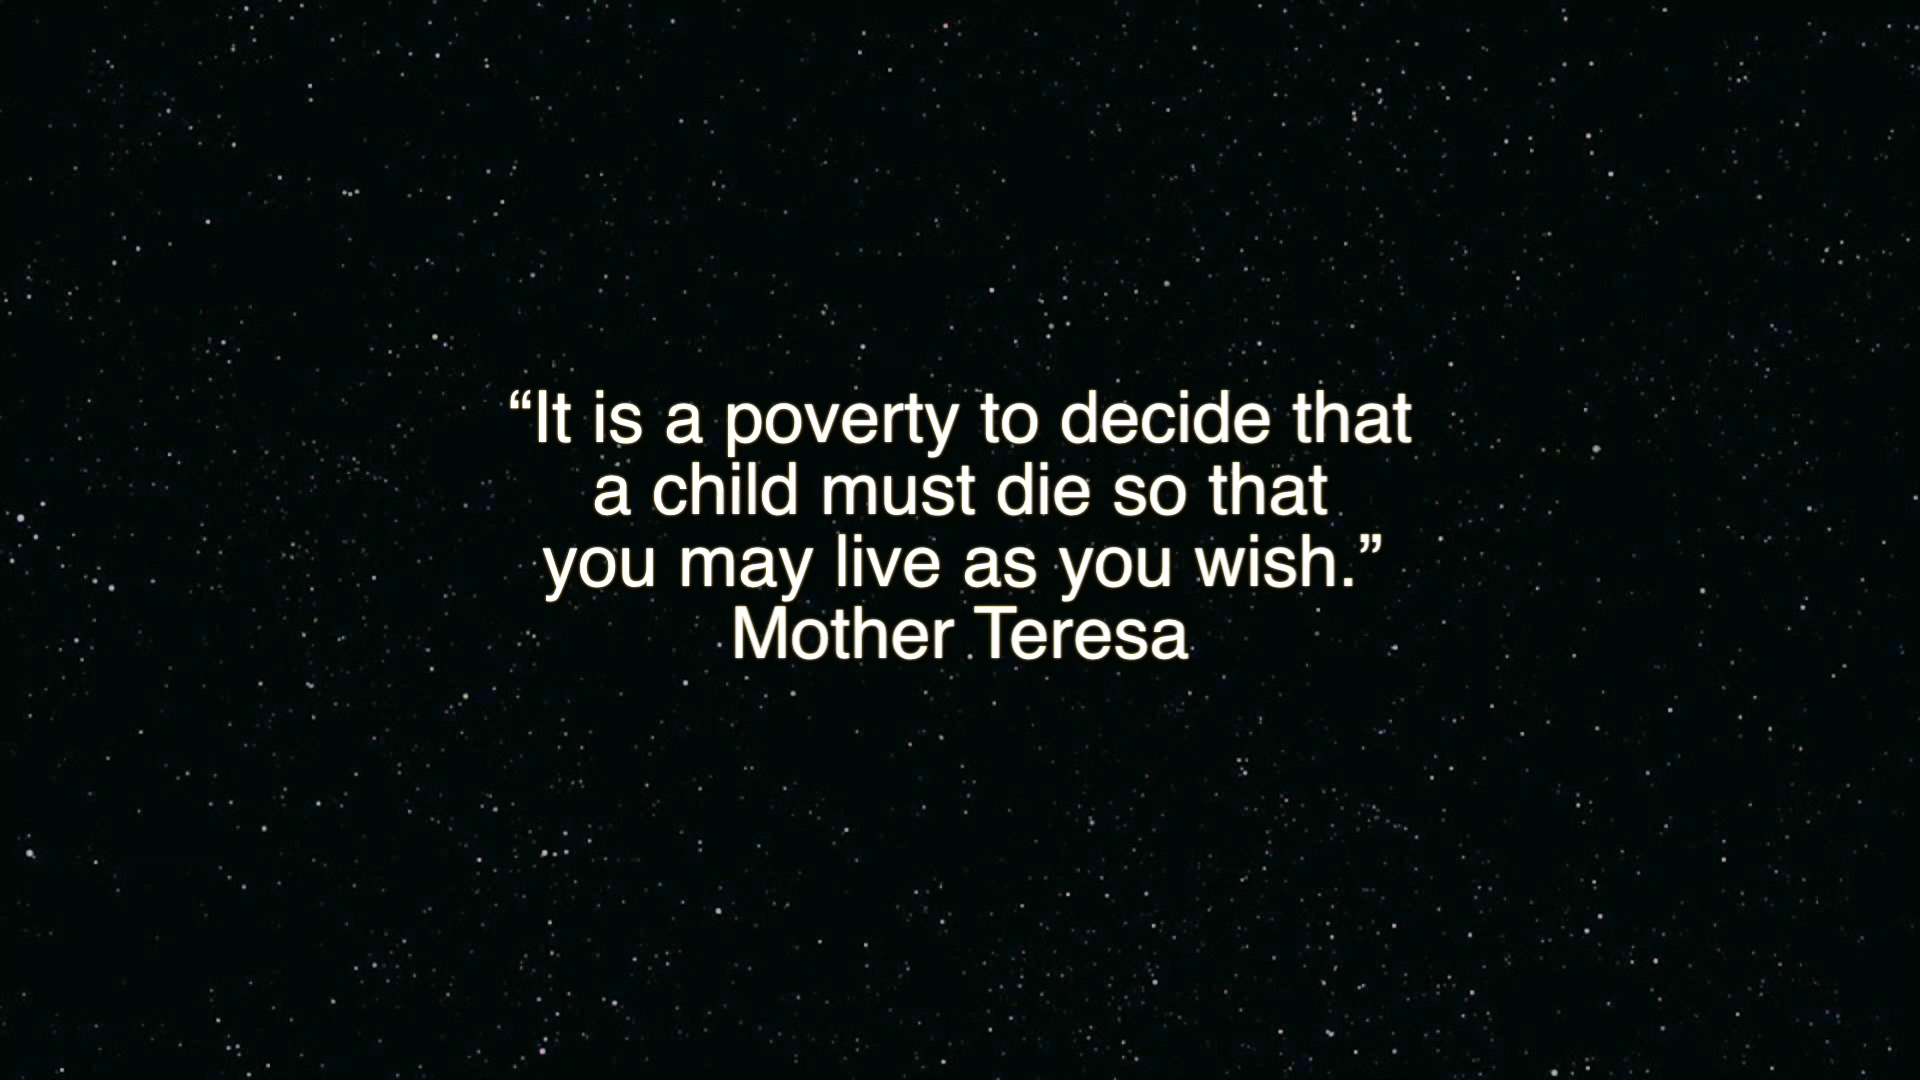 “It is a poverty to decide that
a child must die so that
you may live as you wish.”
Mother Teresa